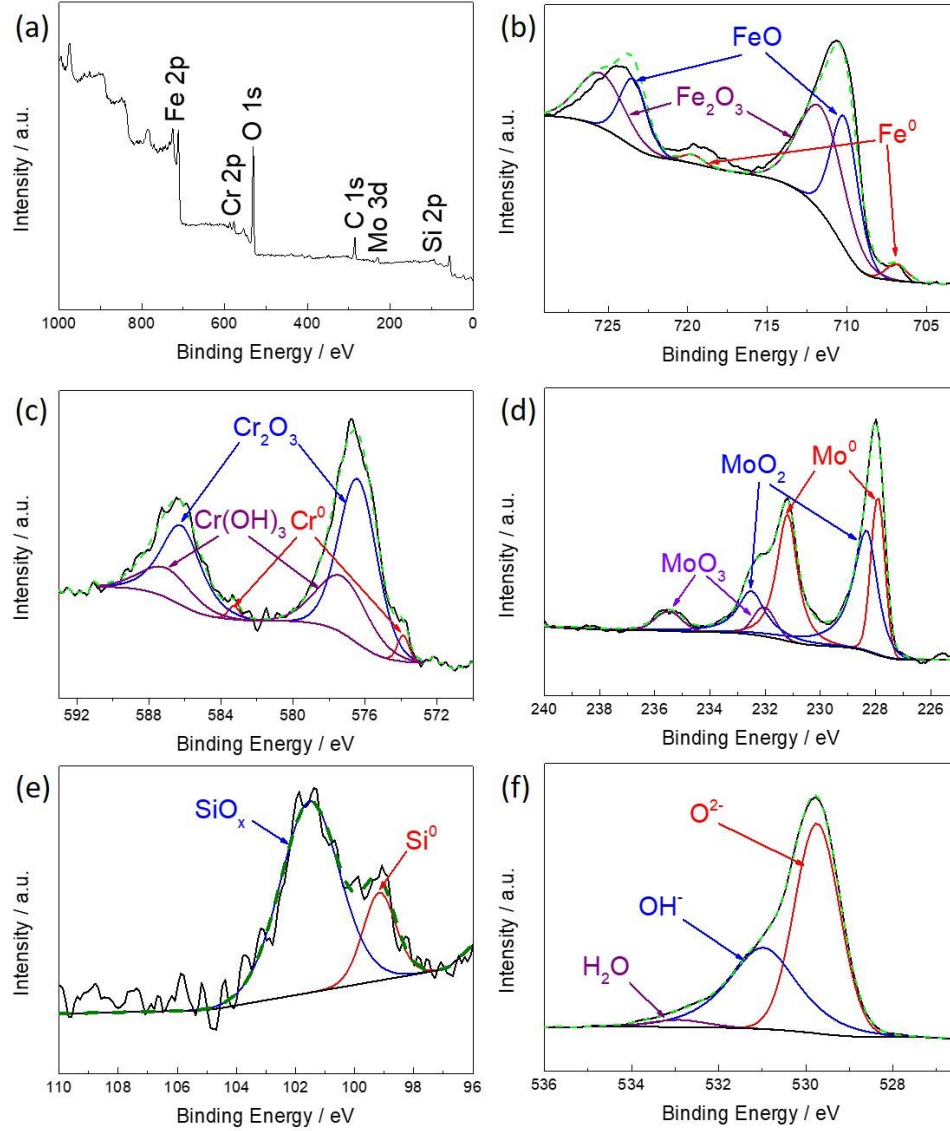 (a)
Fe 2p
O 1s
Cr 2p
C 1s
Mo 3d
Si 2p
Intensity / a.u.
1000 800 600 400 200 0
Binding Energy / eV
(b)
FeO
Fe₂O₃
Fe⁰
Intensity / a.u.
725 720 715 710 705
Binding Energy / eV
(c)
Cr₂O₃
Cr(OH)₃
Cr⁰
Intensity / a.u.
592 588 584 580 576 572
Binding Energy / eV
(d)
MoO₂
Mo⁰
MoO₃
Intensity / a.u.
240 238 236 234 232 230 228 226
Binding Energy / eV
(e)
SiOₓ
Si⁰
Intensity / a.u.
110 108 106 104 102 100 98 96
Binding Energy / eV
(f)
O²⁻
OH⁻
H₂O
Intensity / a.u.
536 534 532 530 528
Binding Energy / eV